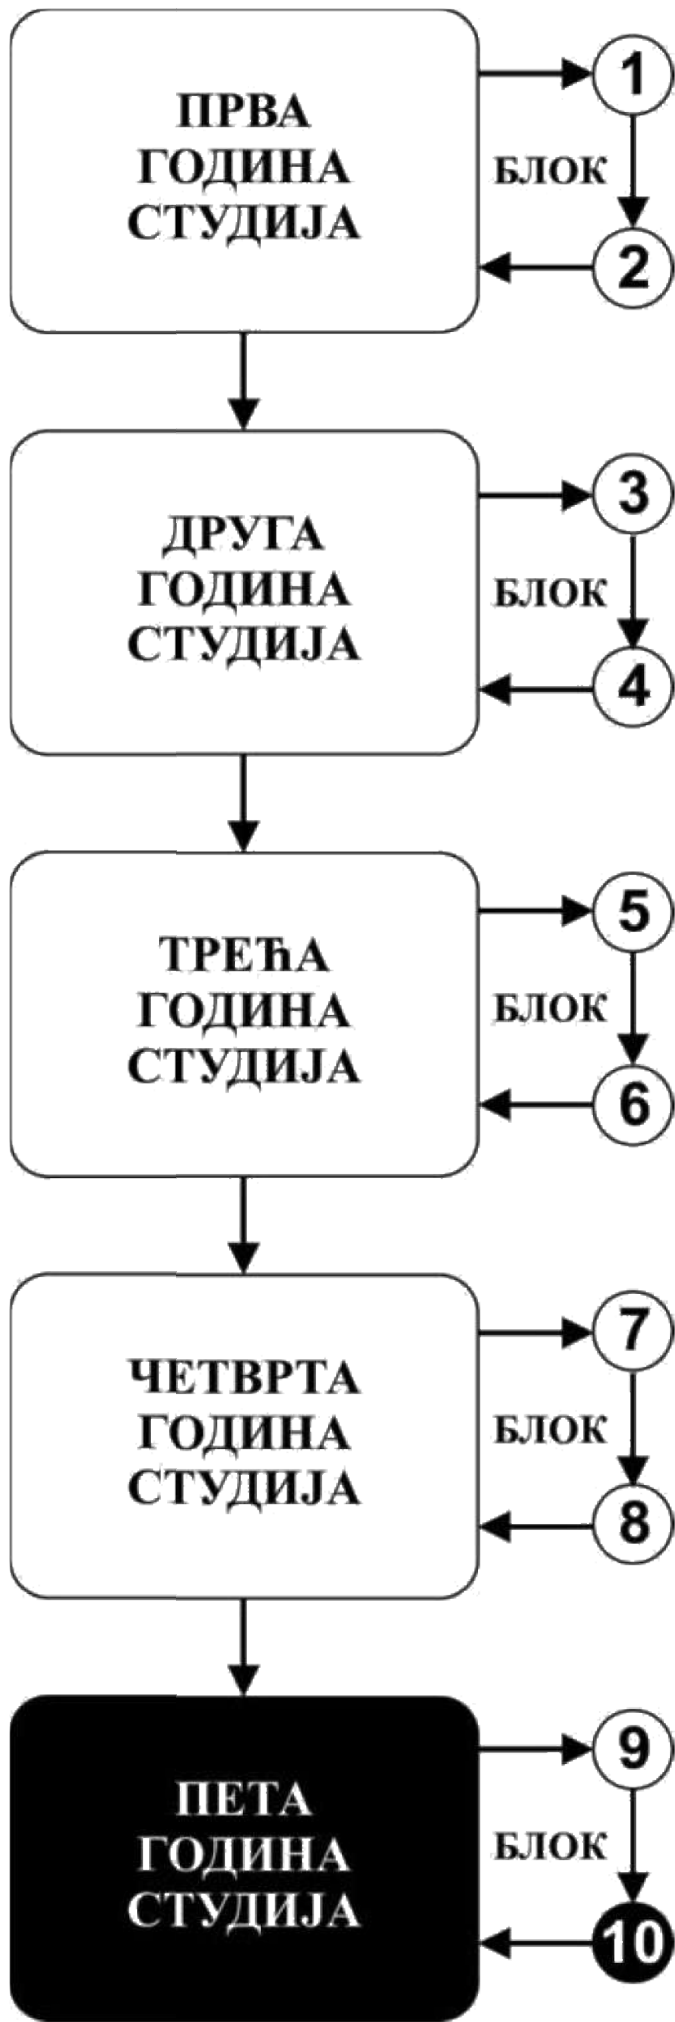 ПРВА
ГОДИНА
СТУДИЈА
1
БЛОК
2
ДРУГА
ГОДИНА
СТУДИЈА
3
БЛОК
4
ТРЕЋА
ГОДИНА
СТУДИЈА
5
БЛОК
6
ЧЕТВРТА
ГОДИНА
СТУДИЈА
7
БЛОК
8
ПЕТА
ГОДИНА
СТУДИЈА
9
БЛОК
10